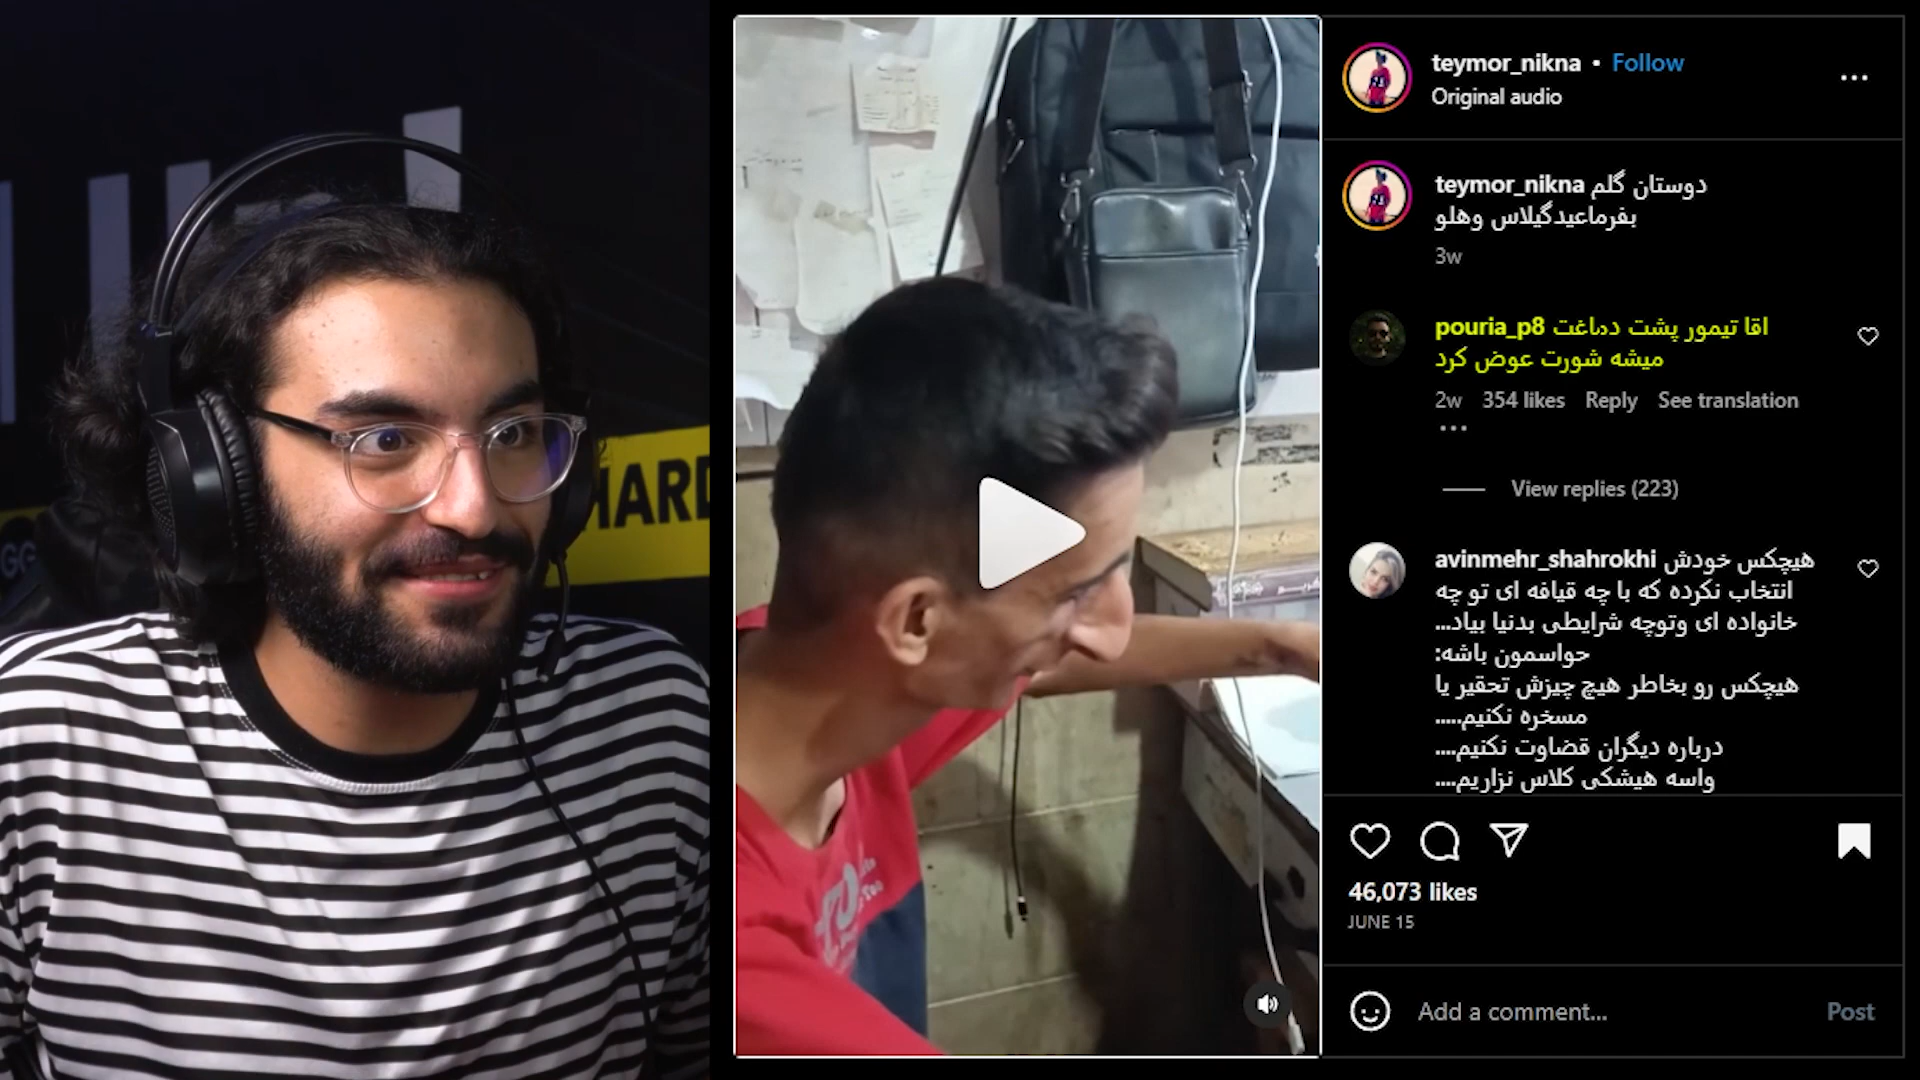 HARD
GG
teymor_nikna • Follow
Original audio
teymor_nikna دوستان گلم
بفرماعیدگیلاس وهلو
3w
pouria_p8 اقا تیمور پشت دماغت
میشه شورت عوض کرد
2w 354 likes Reply See translation
View replies (223)
avinmehr_shahrokhi هیچکس خودش
انتخاب نکرده که با چه قیافه ای تو چه
خانواده ای وتوچه شرایطی بدنیا بیاد...
حواسمون باشه:
هیچکس رو بخاطر هیچ چیزش تحقیر یا
مسخره نکنیم.....
درباره دیگران قضاوت نکنیم....
واسه هیشکی کلاس نزاریم....
46,073 likes
JUNE 15
Add a comment... Post